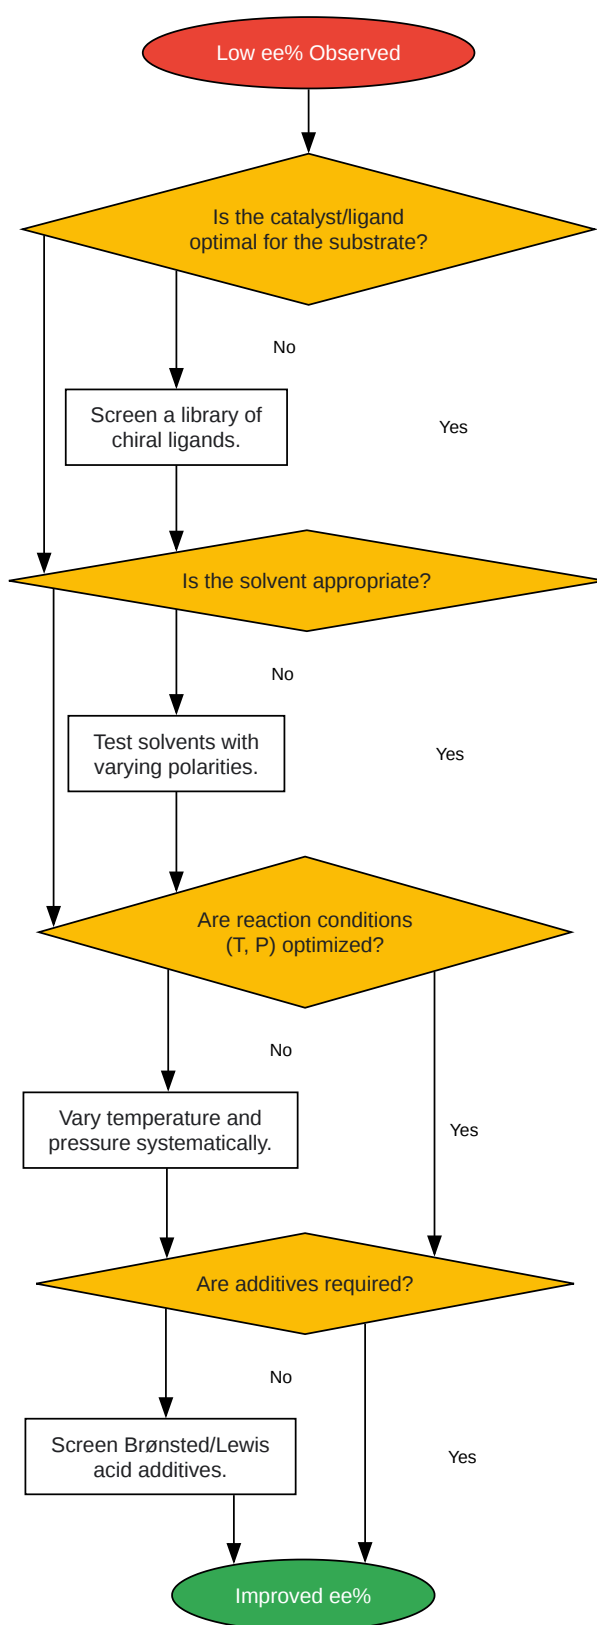 Low ee% Observed
Is the catalyst/ligand
optimal for the substrate?
No
Screen a library of
chiral ligands.
Yes
Is the solvent appropriate?
No
Test solvents with
varying polarities.
Yes
Are reaction conditions
(T, P) optimized?
No
Vary temperature and
pressure systematically.
Yes
Are additives required?
No
Screen Brønsted/Lewis
acid additives.
Yes
Improved ee%